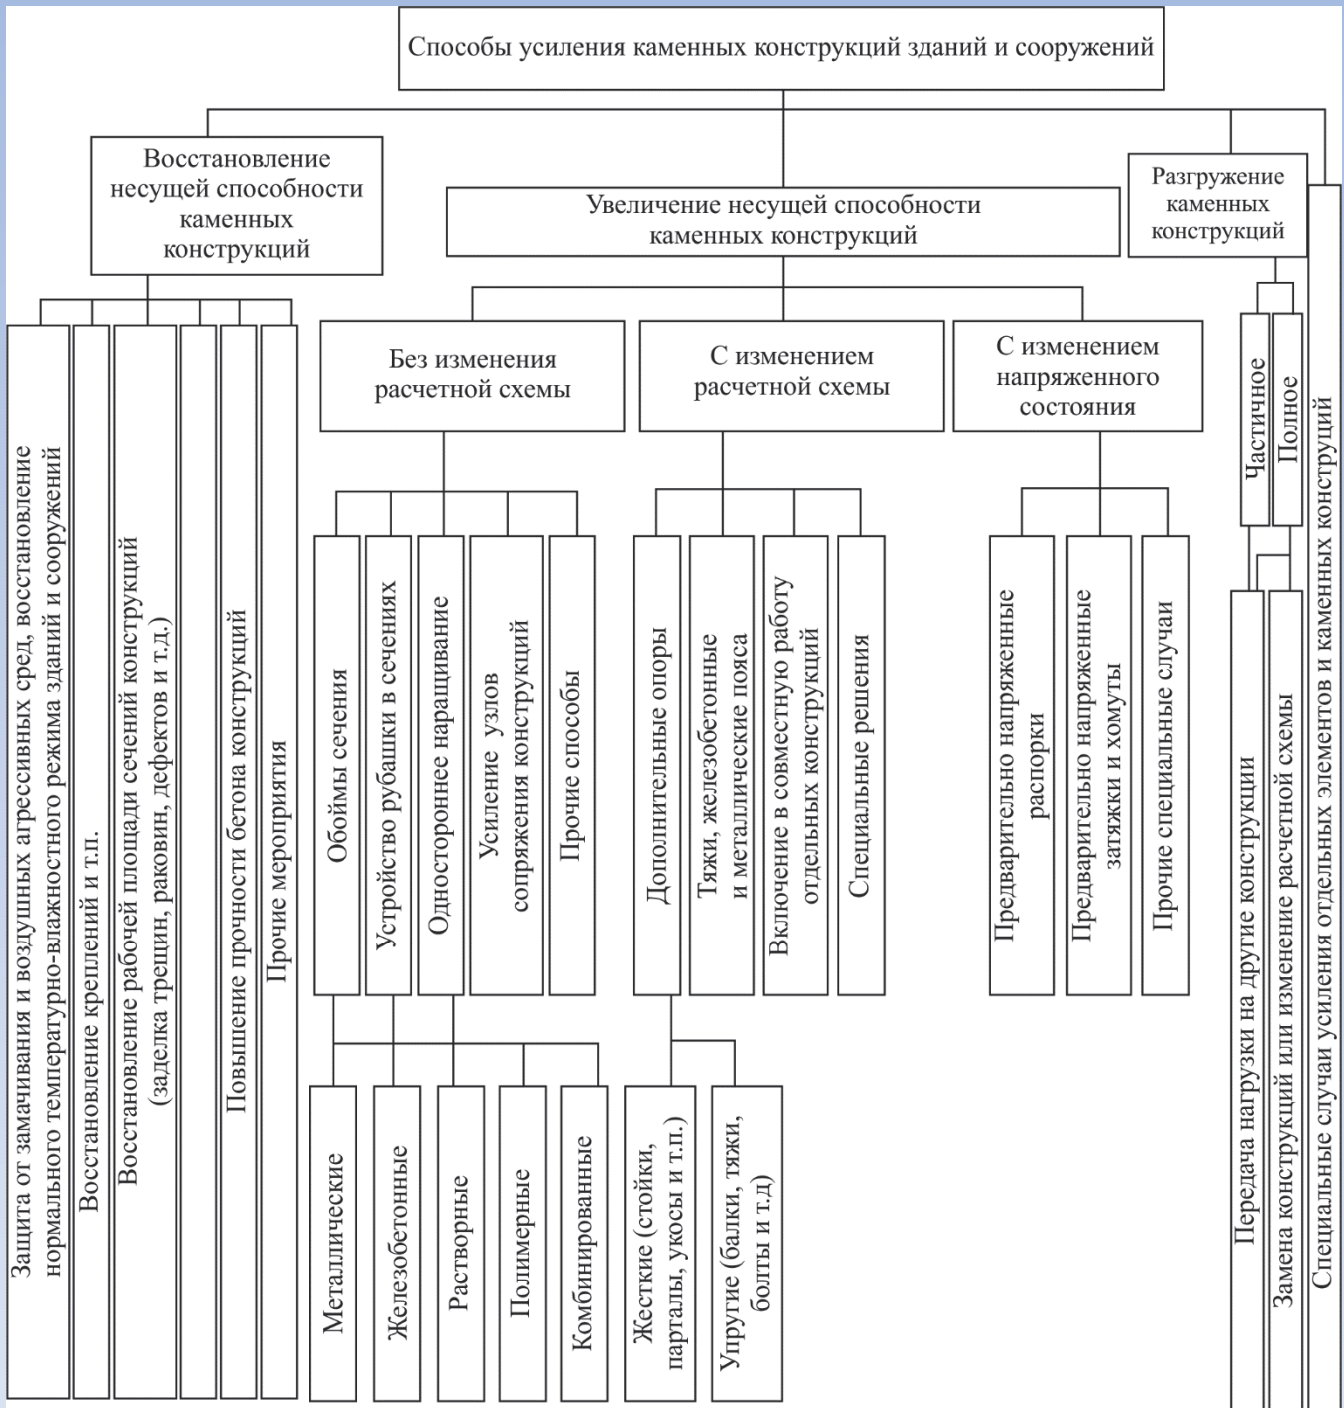 Способы усиления каменных конструкций зданий и сооружений
Восстановление
несущей способности
каменных
конструкций
Увеличение несущей способности
каменных конструкций
Разгружение
каменных
конструкций
Без изменения
расчетной схемы
С изменением
расчетной схемы
С изменением
напряженного
состояния
Частичное
Полное
Защита от замачивания и воздушных агрессивных сред, восстановление
нормального температурно-влажностного режима зданий и сооружений
Восстановление креплений и т.п.
Восстановление рабочей площади сечений конструкций
(заделка трещин, раковин, дефектов и т.д.)
Повышение прочности бетона конструкций
Прочие мероприятия
Обоймы сечения
Устройство рубашки в сечениях
Одностороннее наращивание
Усиление узлов
сопряжения конструкций
Прочие способы
Дополнительные опоры
Тяжи, железобетонные
и металлические пояса
Включение в совместную работу
отдельных конструкций
Специальные решения
Предварительно напряженные
распорки
Предварительно напряженные
затяжки и хомуты
Прочие специальные случаи
Передача нагрузки на другие конструкции
Замена конструкций или изменение расчетной схемы
Специальные случаи усиления отдельных элементов и каменных конструций
Металлические
Железобетонные
Растворные
Полимерные
Комбинированные
Жесткие (стойки,
парталы, укосы и т.п.)
Упругие (балки, тяжи,
болты и т.д)